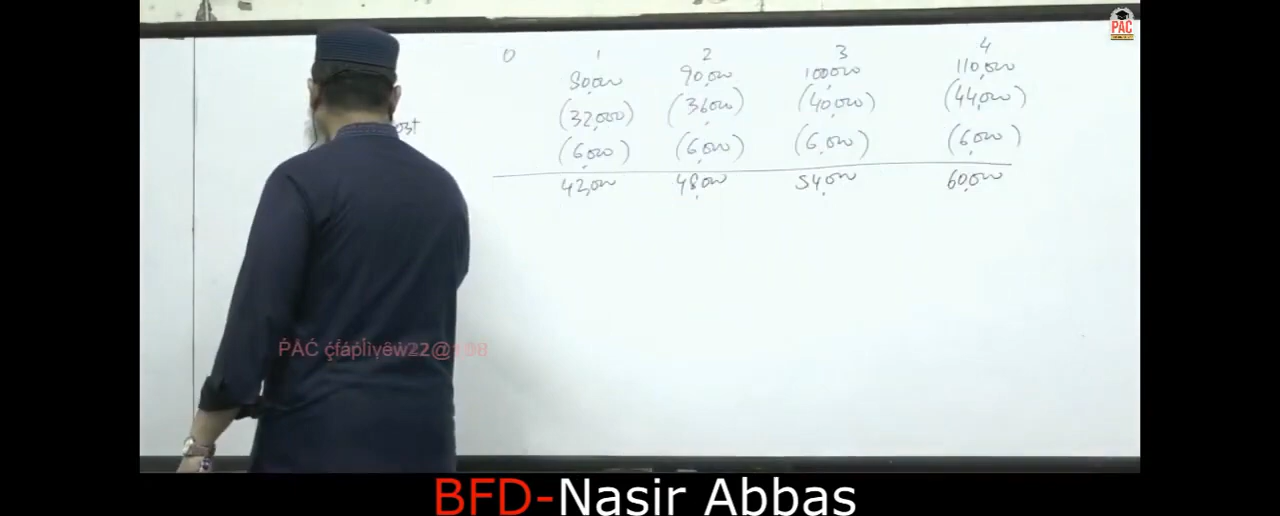 PAC
0 1 2 3 4
80,000 90,000 100,000 110,000
(32,000) (36,000) (40,000) (44,000)
ost
(6,000) (6,000) (6,000) (6,000)
42,000 48,000 54,000 60,000
BFD-Nasir Abbas